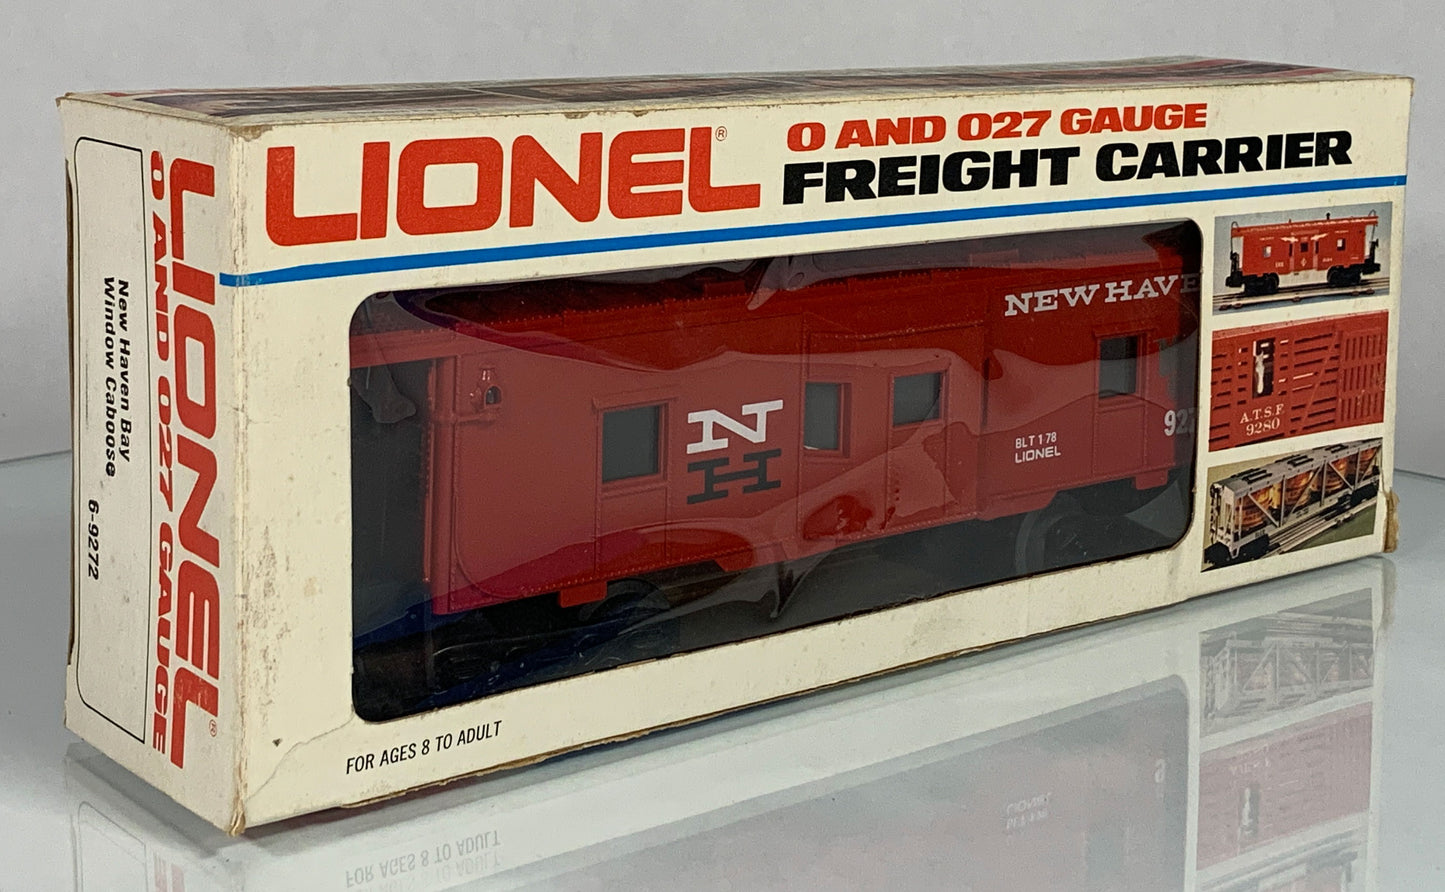 LIONEL®
O AND 027 GAUGE
FREIGHT CARRIER
LIONEL®
O AND 027 GAUGE
New Haven Bay
Window Caboose
6-9272
NEW HAVE
N
H
BLT 1-78
LIONEL
927
A.T.S.F.
9280
FOR AGES 8 TO ADULT